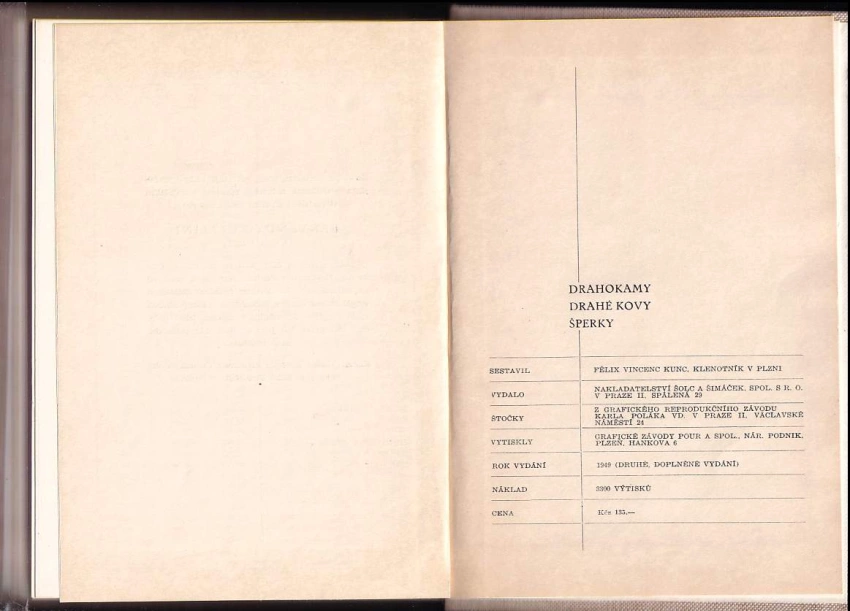 DRAHOKAMY
DRAHÉ KOVY
ŠPERKY
SESTAVIL
FÉLIX VINCENC KUNC, KLENOTNÍK V PLZNI
VYDALO
NAKLADATELSTVÍ ŠOLC A ŠIMÁČEK, SPOL. S R. O.
V PRAZE II, SPÁLENÁ 29
ŠTOČKY
Z GRAFICKÉHO REPRODUKČNÍHO ZÁVODU
KARLA POLÁKA VD. V PRAZE II, VÁCLAVSKÉ
NÁMĚSTÍ 24
VYTISKLY
GRAFICKÉ ZÁVODY POUR A SPOL., NÁR. PODNIK,
PLZEŇ, HANKOVA 6
ROK VYDÁNÍ
1949 (DRUHÉ, DOPLNĚNÉ VYDÁNÍ)
NÁKLAD
3300 VÝTISKŮ
CENA
Kčs 135.—